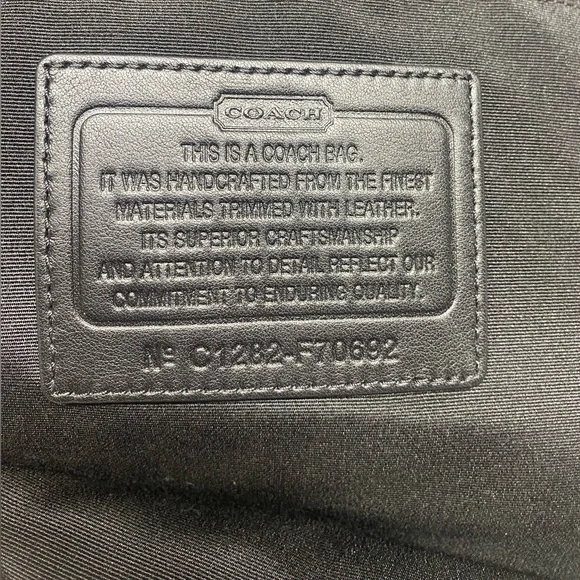 COACH
THIS IS A COACH BAG.
IT WAS HANDCRAFTED FROM THE FINEST
MATERIALS TRIMMED WITH LEATHER.
ITS SUPERIOR CRAFTSMANSHIP
AND ATTENTION TO DETAIL REFLECT OUR
COMMITMENT TO ENDURING QUALITY.
Nº C1282-F70692